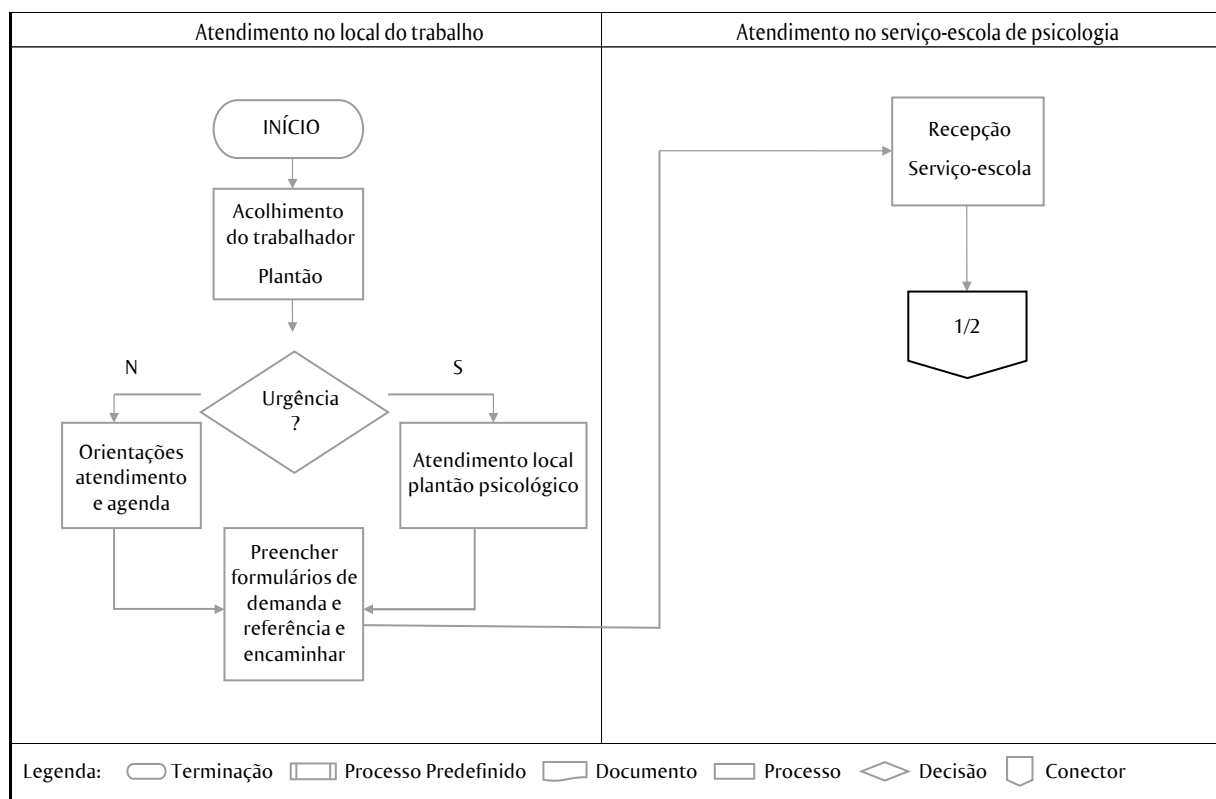 Atendimento no local do trabalho
Atendimento no serviço-escola de psicologia
INÍCIO
Acolhimento
do trabalhador
Plantão
N
S
Urgência
?
Orientações
atendimento
e agenda
Atendimento local
plantão psicológico
Preencher
formulários de
demanda e
referência e
encaminhar
Recepção
Serviço-escola
1/2
Legenda: Terminação Processo Predefinido Documento Processo Decisão Conector